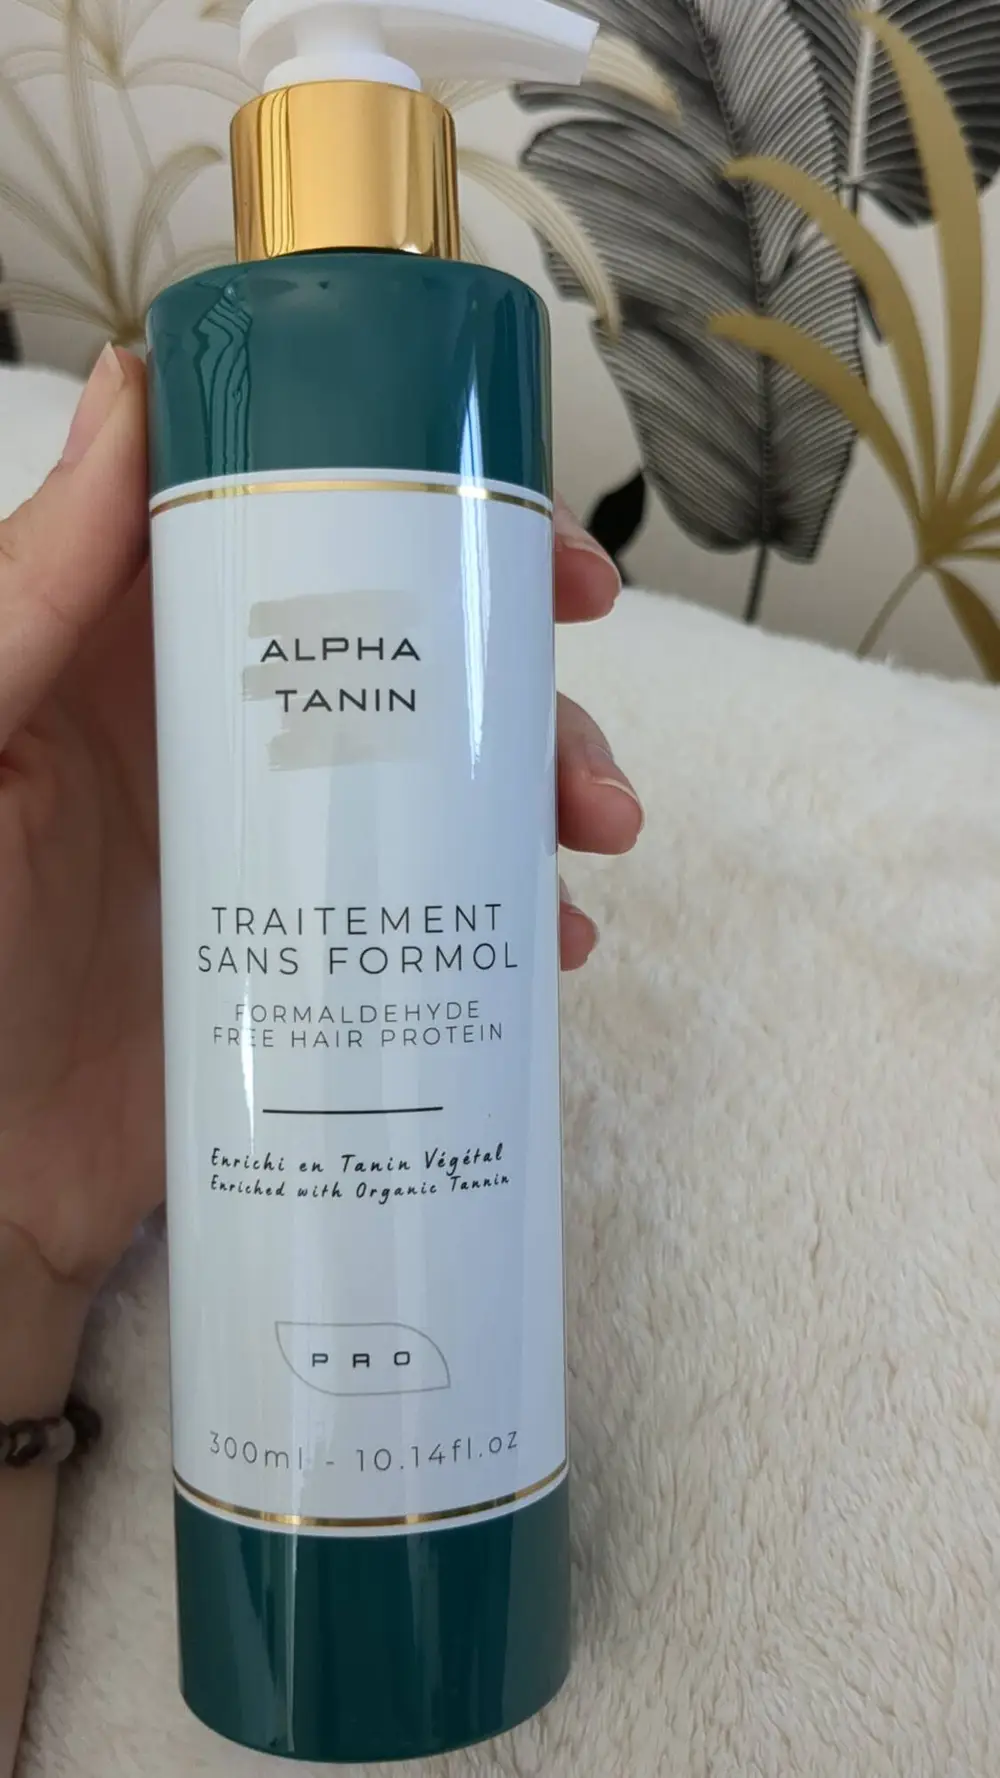 ALPHA
TANIN
TRAITEMENT
SANS FORMOL
FORMALDEHYDE
FREE HAIR PROTEIN
Enrichi en Tanin Végétal
Enriched with Organic Tannin
PRO
300ml - 10.14fl.oz